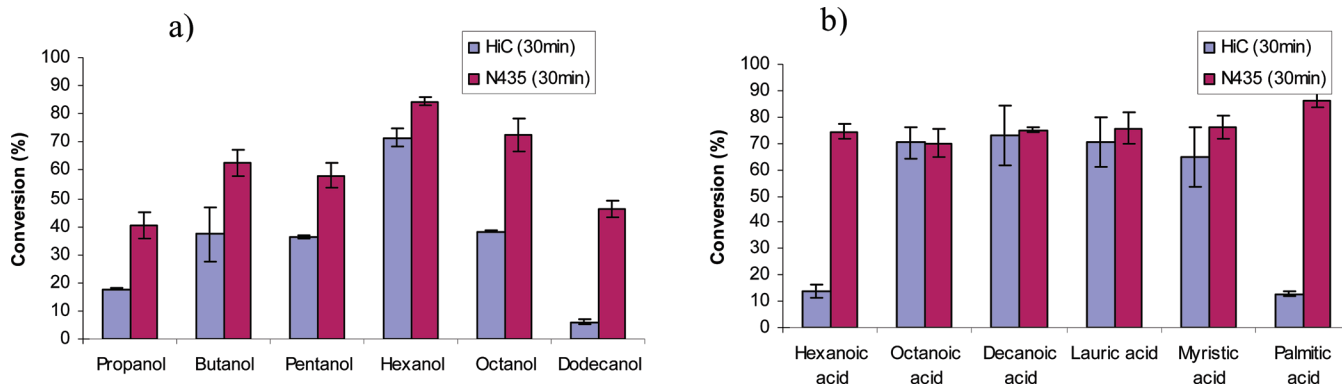 a)
HiC (30min)
N435 (30min)
Conversion (%)
100
90
80
70
60
50
40
30
20
10
0
Propanol Butanol Pentanol Hexanol Octanol Dodecanol
b)
HiC (30min)
N435 (30min)
Conversion (%)
100
90
80
70
60
50
40
30
20
10
0
Hexanoic acid Octanoic acid Decanoic acid Lauric acid Myristic acid Palmitic acid